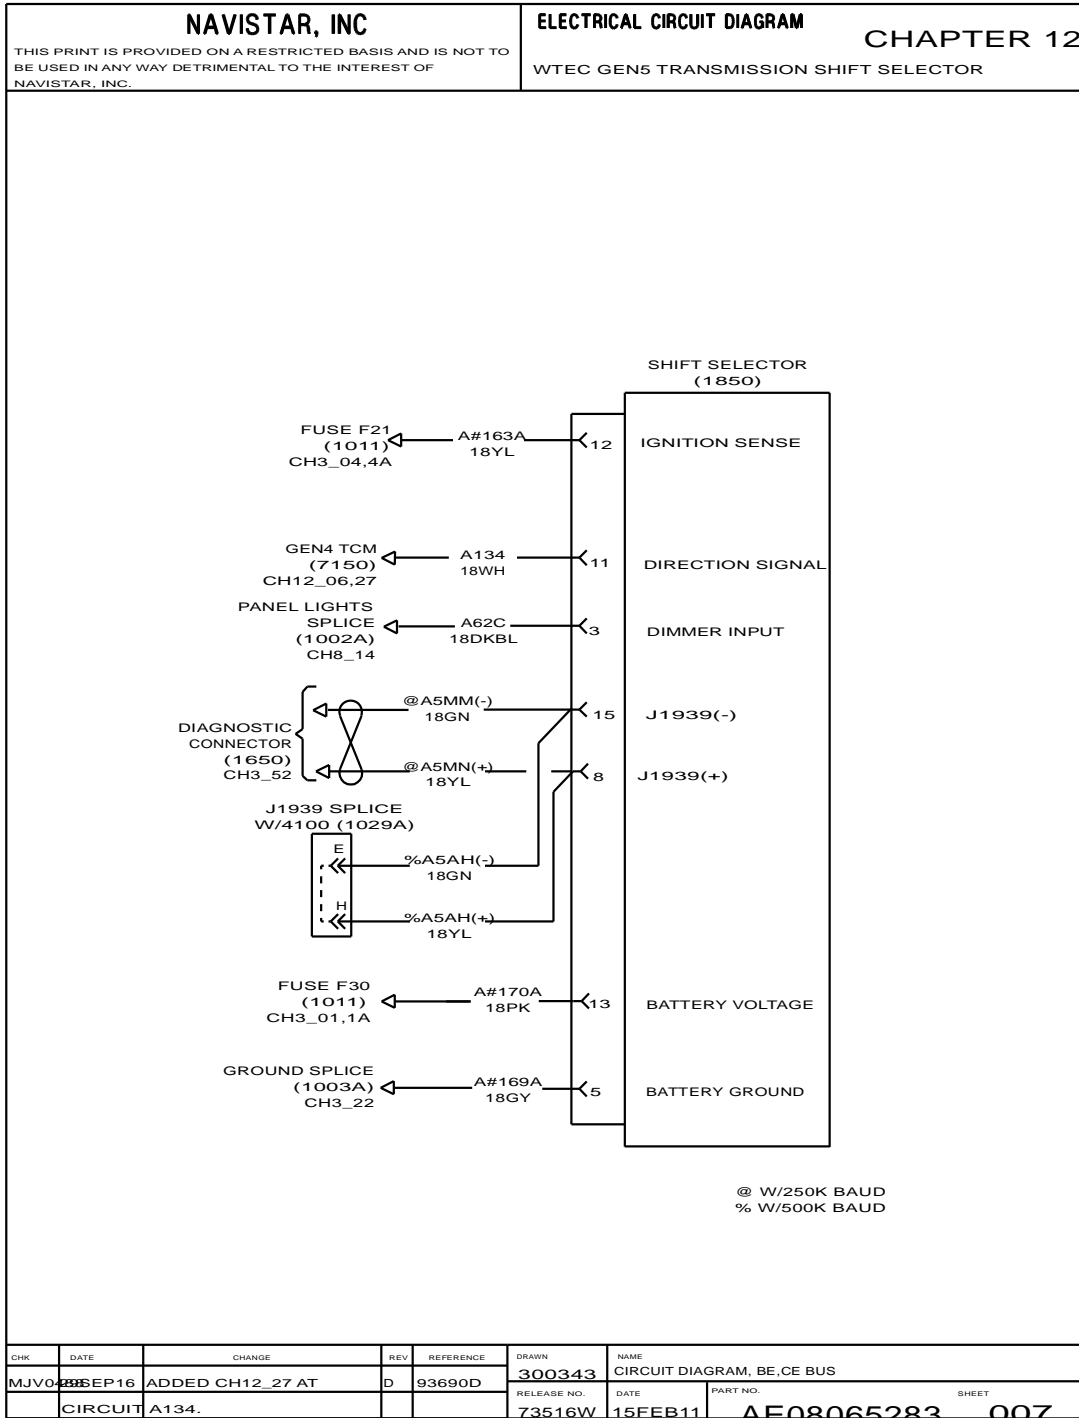 NAVISTAR, INC
THIS PRINT IS PROVIDED ON A RESTRICTED BASIS AND IS NOT TO
BE USED IN ANY WAY DETRIMENTAL TO THE INTEREST OF
NAVISTAR, INC.
ELECTRICAL CIRCUIT DIAGRAM
CHAPTER 12
WTEC GEN5 TRANSMISSION SHIFT SELECTOR
SHIFT SELECTOR
(1850)
FUSE F21
(1011)
CH3_04,4A
A#163A
18YL
12
IGNITION SENSE
GEN4 TCM
(7150)
CH12_06,27
A134
18WH
11
DIRECTION SIGNAL
PANEL LIGHTS
SPLICE
(1002A)
CH8_14
A62C
18DKBL
3
DIMMER INPUT
DIAGNOSTIC
CONNECTOR
(1650)
CH3_52
@A5MM(-)
18GN
15
J1939(-)
@A5MN(+)
18YL
8
J1939(+)
J1939 SPLICE
W/4100 (1029A)
E
%A5AH(-)
18GN
H
%A5AH(+)
18YL
FUSE F30
(1011)
CH3_01,1A
A#170A
18PK
13
BATTERY VOLTAGE
GROUND SPLICE
(1003A)
CH3_22
A#169A
18GY
5
BATTERY GROUND
@ W/250K BAUD
% W/500K BAUD
CHK DATE CHANGE REV REFERENCE
SEP16 ADDED CH12_27 AT D 93690D
CIRCUIT A134.
DRAWN
300343
NAME
CIRCUIT DIAGRAM, BE,CE BUS
RELEASE NO.
73516W
DATE
15FEB11
PART NO.
AE08065283
SHEET
007